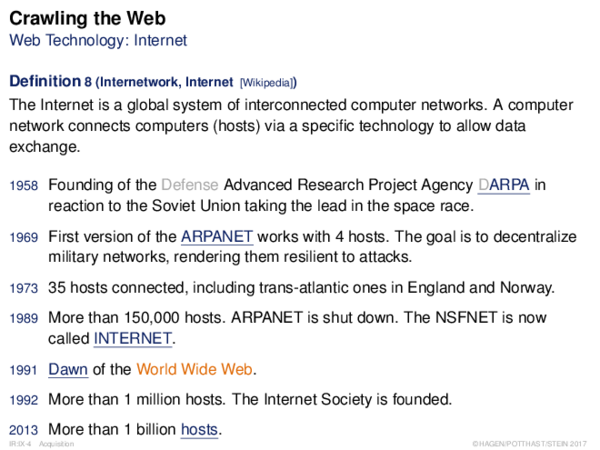 Crawling the Web
Web Technology: Internet
Definition 8 (Internetwork, Internet [Wikipedia])
The Internet is a global system of interconnected computer networks. A computer
network connects computers (hosts) via a specific technology to allow data
exchange.
1958 Founding of the Defense Advanced Research Project Agency DARPA in
reaction to the Soviet Union taking the lead in the space race.
1969 First version of the ARPANET works with 4 hosts. The goal is to decentralize
military networks, rendering them resilient to attacks.
1973 35 hosts connected, including trans-atlantic ones in England and Norway.
1989 More than 150,000 hosts. ARPANET is shut down. The NSFNET is now
called INTERNET.
1991 Dawn of the World Wide Web.
1992 More than 1 million hosts. The Internet Society is founded.
2013 More than 1 billion hosts.
IR:IX-4 Acquisition ©HAGEN/POTTHAST/STEIN 2017